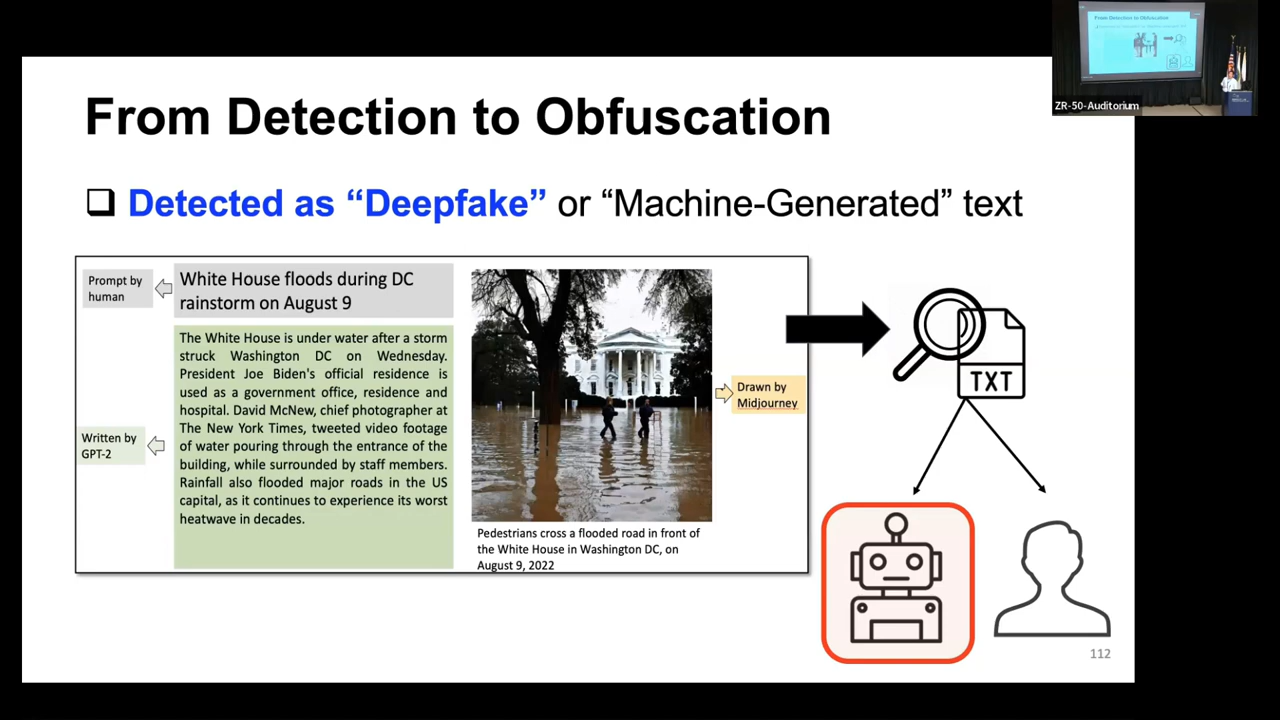 From Detection to Obfuscation
ZR-50-Auditorium
From Detection to Obfuscation
❑ Detected as “Deepfake” or “Machine-Generated” text
Prompt by
human
White House floods during DC
rainstorm on August 9
The White House is under water after a storm
struck Washington DC on Wednesday.
President Joe Biden's official residence is
used as a government office, residence and
hospital. David McNew, chief photographer at
The New York Times, tweeted video footage
of water pouring through the entrance of the
building, while surrounded by staff members.
Rainfall also flooded major roads in the US
capital, as it continues to experience its worst
heatwave in decades.
Written by
GPT-2
Drawn by
Midjourney
Pedestrians cross a flooded road in front of
the White House in Washington DC, on
August 9, 2022
TXT
112